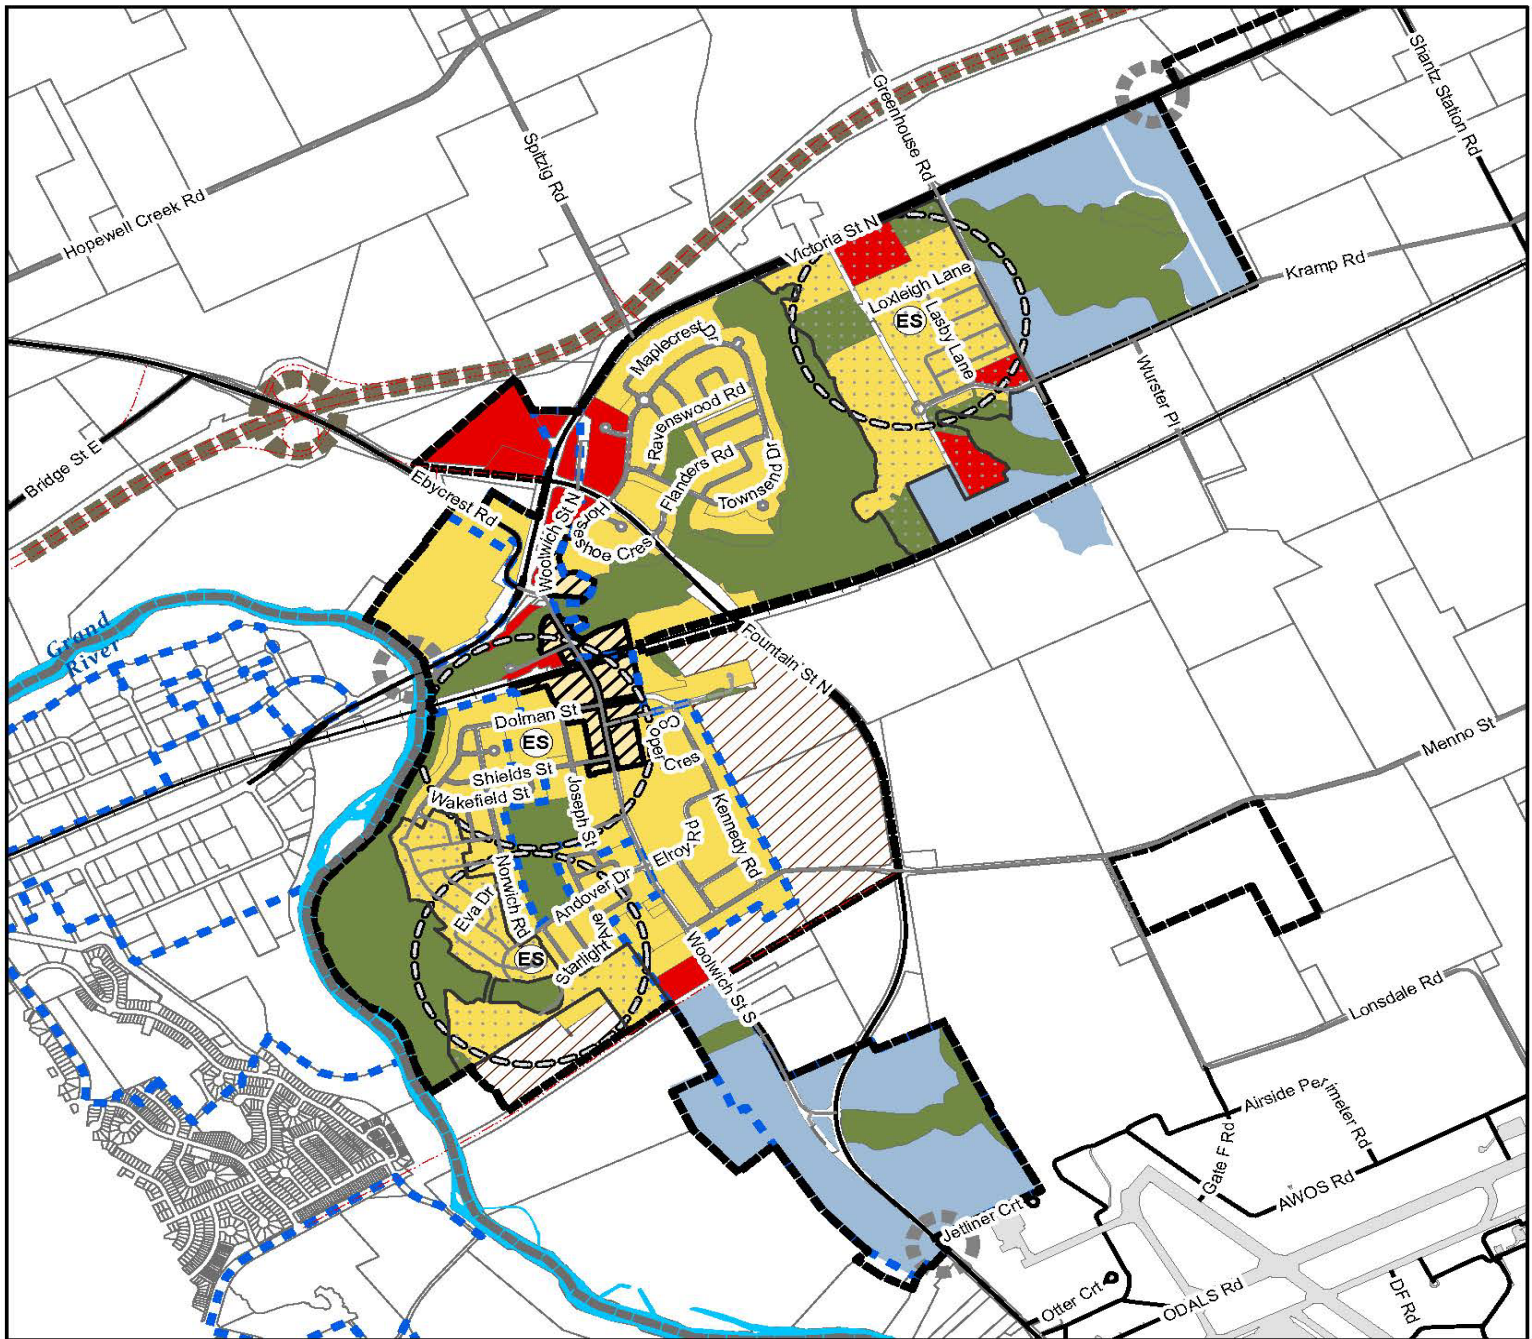 Shantz Station Rd
Greenhouse Rd
Spitzig Rd
Hopewell Creek Rd
Victoria St N
Kramp Rd
Loxleigh Lane
ES
Lasby Lane
Maplecrest Dr
Wurster Pl
Ravenswood Rd
Bridge St E
Flanders Rd
Townsend Dr
Ebycrest Rd
Woolwich St N
Horseshoe Cres
Grand
River
Fountain St N
Dolman St
ES
Cooper Cres
Menno St
Shields St
Wakefield St
Joseph St
Kennedy Rd
Elroy Rd
Norwich Rd
Andover Dr
Eva Dr
ES
Starlight Ave
Woolwich St S
Lonsdale Rd
Airside Perimeter Rd
Gate F Rd
AWOS Rd
Jetliner Crt
Otter Crt
ODALS Rd
DF Rd